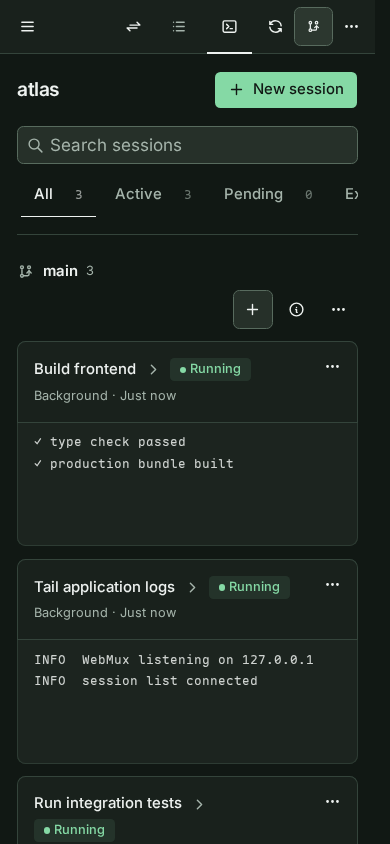 atlas
New session
Search sessions
All 3 Active 3 Pending 0 Ex
main 3
Build frontend Running
Background · Just now
✓ type check passed
✓ production bundle built
Tail application logs Running
Background · Just now
INFO  WebMux listening on 127.0.0.1
INFO  session list connected
Run integration tests
Running